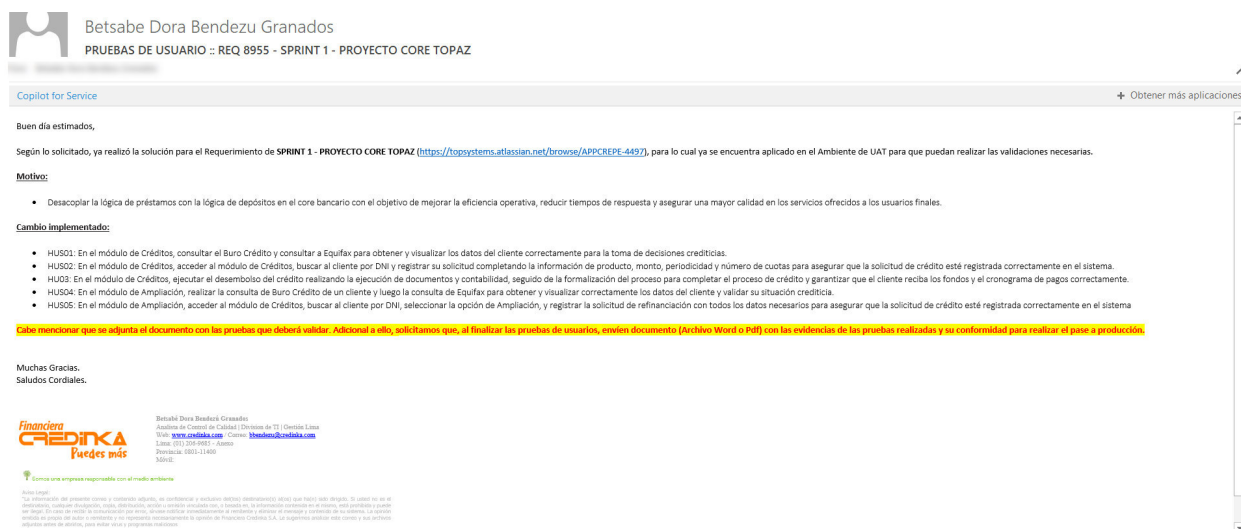 Betsabe Dora Bendezu Granados
PRUEBAS DE USUARIO :: REQ 8955 - SPRINT 1 - PROYECTO CORE TOPAZ
Copilot for Service
+ Obtener más aplicaciones
Buen día estimados,
Según lo solicitado, ya realizó la solución para el Requerimiento de SPRINT 1 - PROYECTO CORE TOPAZ (https://topsystems.atlassian.net/browse/APPCREPE-4497), para lo cual ya se encuentra aplicado en el Ambiente de UAT para que puedan realizar las validaciones necesarias.
Motivo:
• Desacoplar la lógica de préstamos con la lógica de depósitos en el core bancario con el objetivo de mejorar la eficiencia operativa, reducir tiempos de respuesta y asegurar una mayor calidad en los servicios ofrecidos a los usuarios finales.
Cambio implementado:
• HUS01: En el módulo de Créditos, consultar el Buro Crédito y consultar a Equifax para obtener y visualizar los datos del cliente correctamente para la toma de decisiones crediticias.
• HUS02: En el módulo de Créditos, acceder al módulo de Créditos, buscar al cliente por DNI y registrar su solicitud completando la información de producto, monto, periodicidad y número de cuotas para asegurar que la solicitud de crédito esté registrada correctamente en el sistema.
• HU03: En el módulo de Créditos, ejecutar el desembolso del crédito realizando la ejecución de documentos y contabilidad, seguido de la formalización del proceso para completar el proceso de crédito y garantizar que el cliente reciba los fondos y el cronograma de pagos correctamente.
• HUS04: En el módulo de Ampliación, realizar la consulta de Buro Crédito de un cliente y luego la consulta de Equifax para obtener y visualizar correctamente los datos del cliente y validar su situación crediticia.
• HUS05: En el módulo de Ampliación, acceder al módulo de Créditos, buscar al cliente por DNI, seleccionar la opción de Ampliación, y registrar la solicitud de refinanciación con todos los datos necesarios para asegurar que la solicitud de crédito esté registrada correctamente en el sistema
Cabe mencionar que se adjunta el documento con las pruebas que deberá validar. Adicional a ello, solicitamos que, al finalizar las pruebas de usuarios, envíen documento (Archivo Word o Pdf) con las evidencias de las pruebas realizadas y su conformidad para realizar el pase a producción.
Muchas Gracias.
Saludos Cordiales.
Financiera
CREDINKA
Puedes más
Betsabé Dora Bendezú Granados
Analista de Control de Calidad | Division de TI | Gestión Lima
Web: www.credinka.com / Correo: bbendezu@credinka.com
Lima: (01) 206-9685 - Anexo
Provincia: 0801-11400
Móvil:
Somos una empresa responsable con el medio ambiente
Aviso Legal: